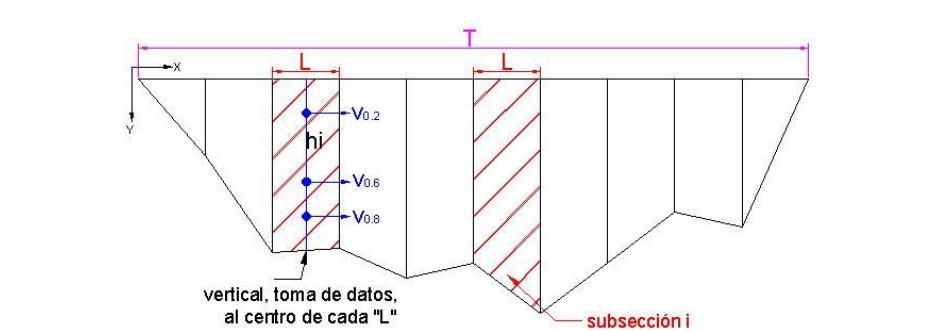 T
L
L
X
Y
V0.2
hi
V0.6
V0.8
vertical, toma de datos,
al centro de cada "L"
subsección i